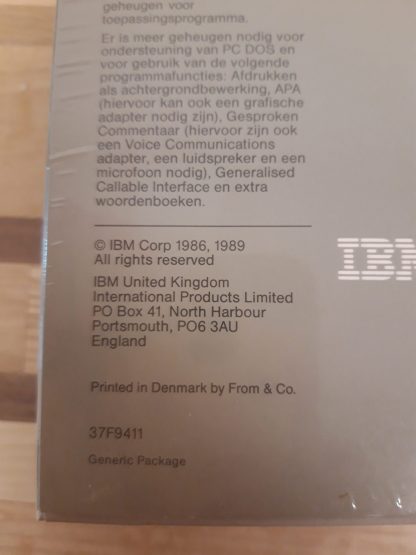 geheugen voor
toepassingsprogramma.
Er is meer geheugen nodig voor
ondersteuning van PC DOS en
voor gebruik van de volgende
programmafuncties: Afdrukken
als achtergrondbewerking, APA
(hiervoor kan ook een grafische
adapter nodig zijn), Gesproken
Commentaar (hiervoor zijn ook
een Voice Communications
adapter, een luidspreker en een
microfoon nodig), Generalised
Callable Interface en extra
woordenboeken.
© IBM Corp 1986, 1989
All rights reserved
IBM
IBM United Kingdom
International Products Limited
PO Box 41, North Harbour
Portsmouth, PO6 3AU
England
Printed in Denmark by From & Co.
37F9411
Generic Package